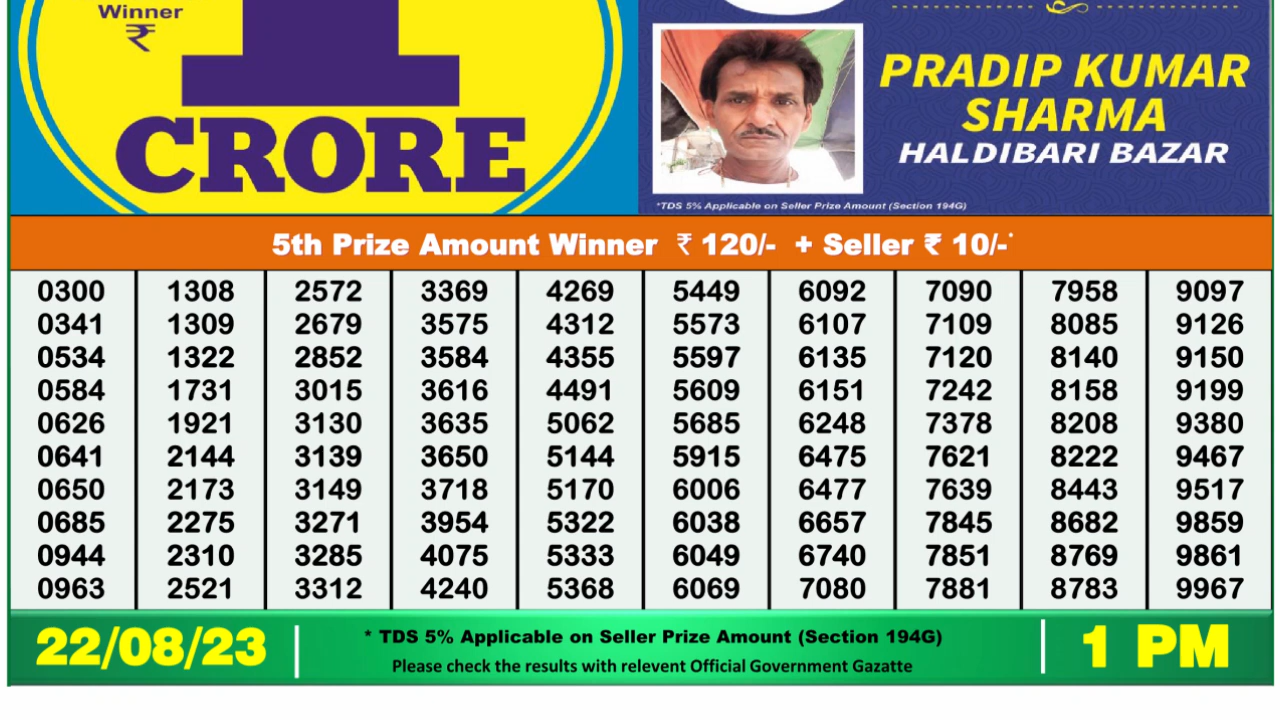 Winner
₹
1
CRORE
PRADIP KUMAR
SHARMA
HALDIBARI BAZAR
*TDS 5% Applicable on Seller Prize Amount (Section 194G)
5th Prize Amount Winner ₹ 120/- + Seller ₹ 10/-*
0300 1308 2572 3369 4269 5449 6092 7090 7958 9097
0341 1309 2679 3575 4312 5573 6107 7109 8085 9126
0534 1322 2852 3584 4355 5597 6135 7120 8140 9150
0584 1731 3015 3616 4491 5609 6151 7242 8158 9199
0626 1921 3130 3635 5062 5685 6248 7378 8208 9380
0641 2144 3139 3650 5144 5915 6475 7621 8222 9467
0650 2173 3149 3718 5170 6006 6477 7639 8443 9517
0685 2275 3271 3954 5322 6038 6657 7845 8682 9859
0944 2310 3285 4075 5333 6049 6740 7851 8769 9861
0963 2521 3312 4240 5368 6069 7080 7881 8783 9967
22/08/23
* TDS 5% Applicable on Seller Prize Amount (Section 194G)
Please check the results with relevent Official Government Gazatte
1 PM